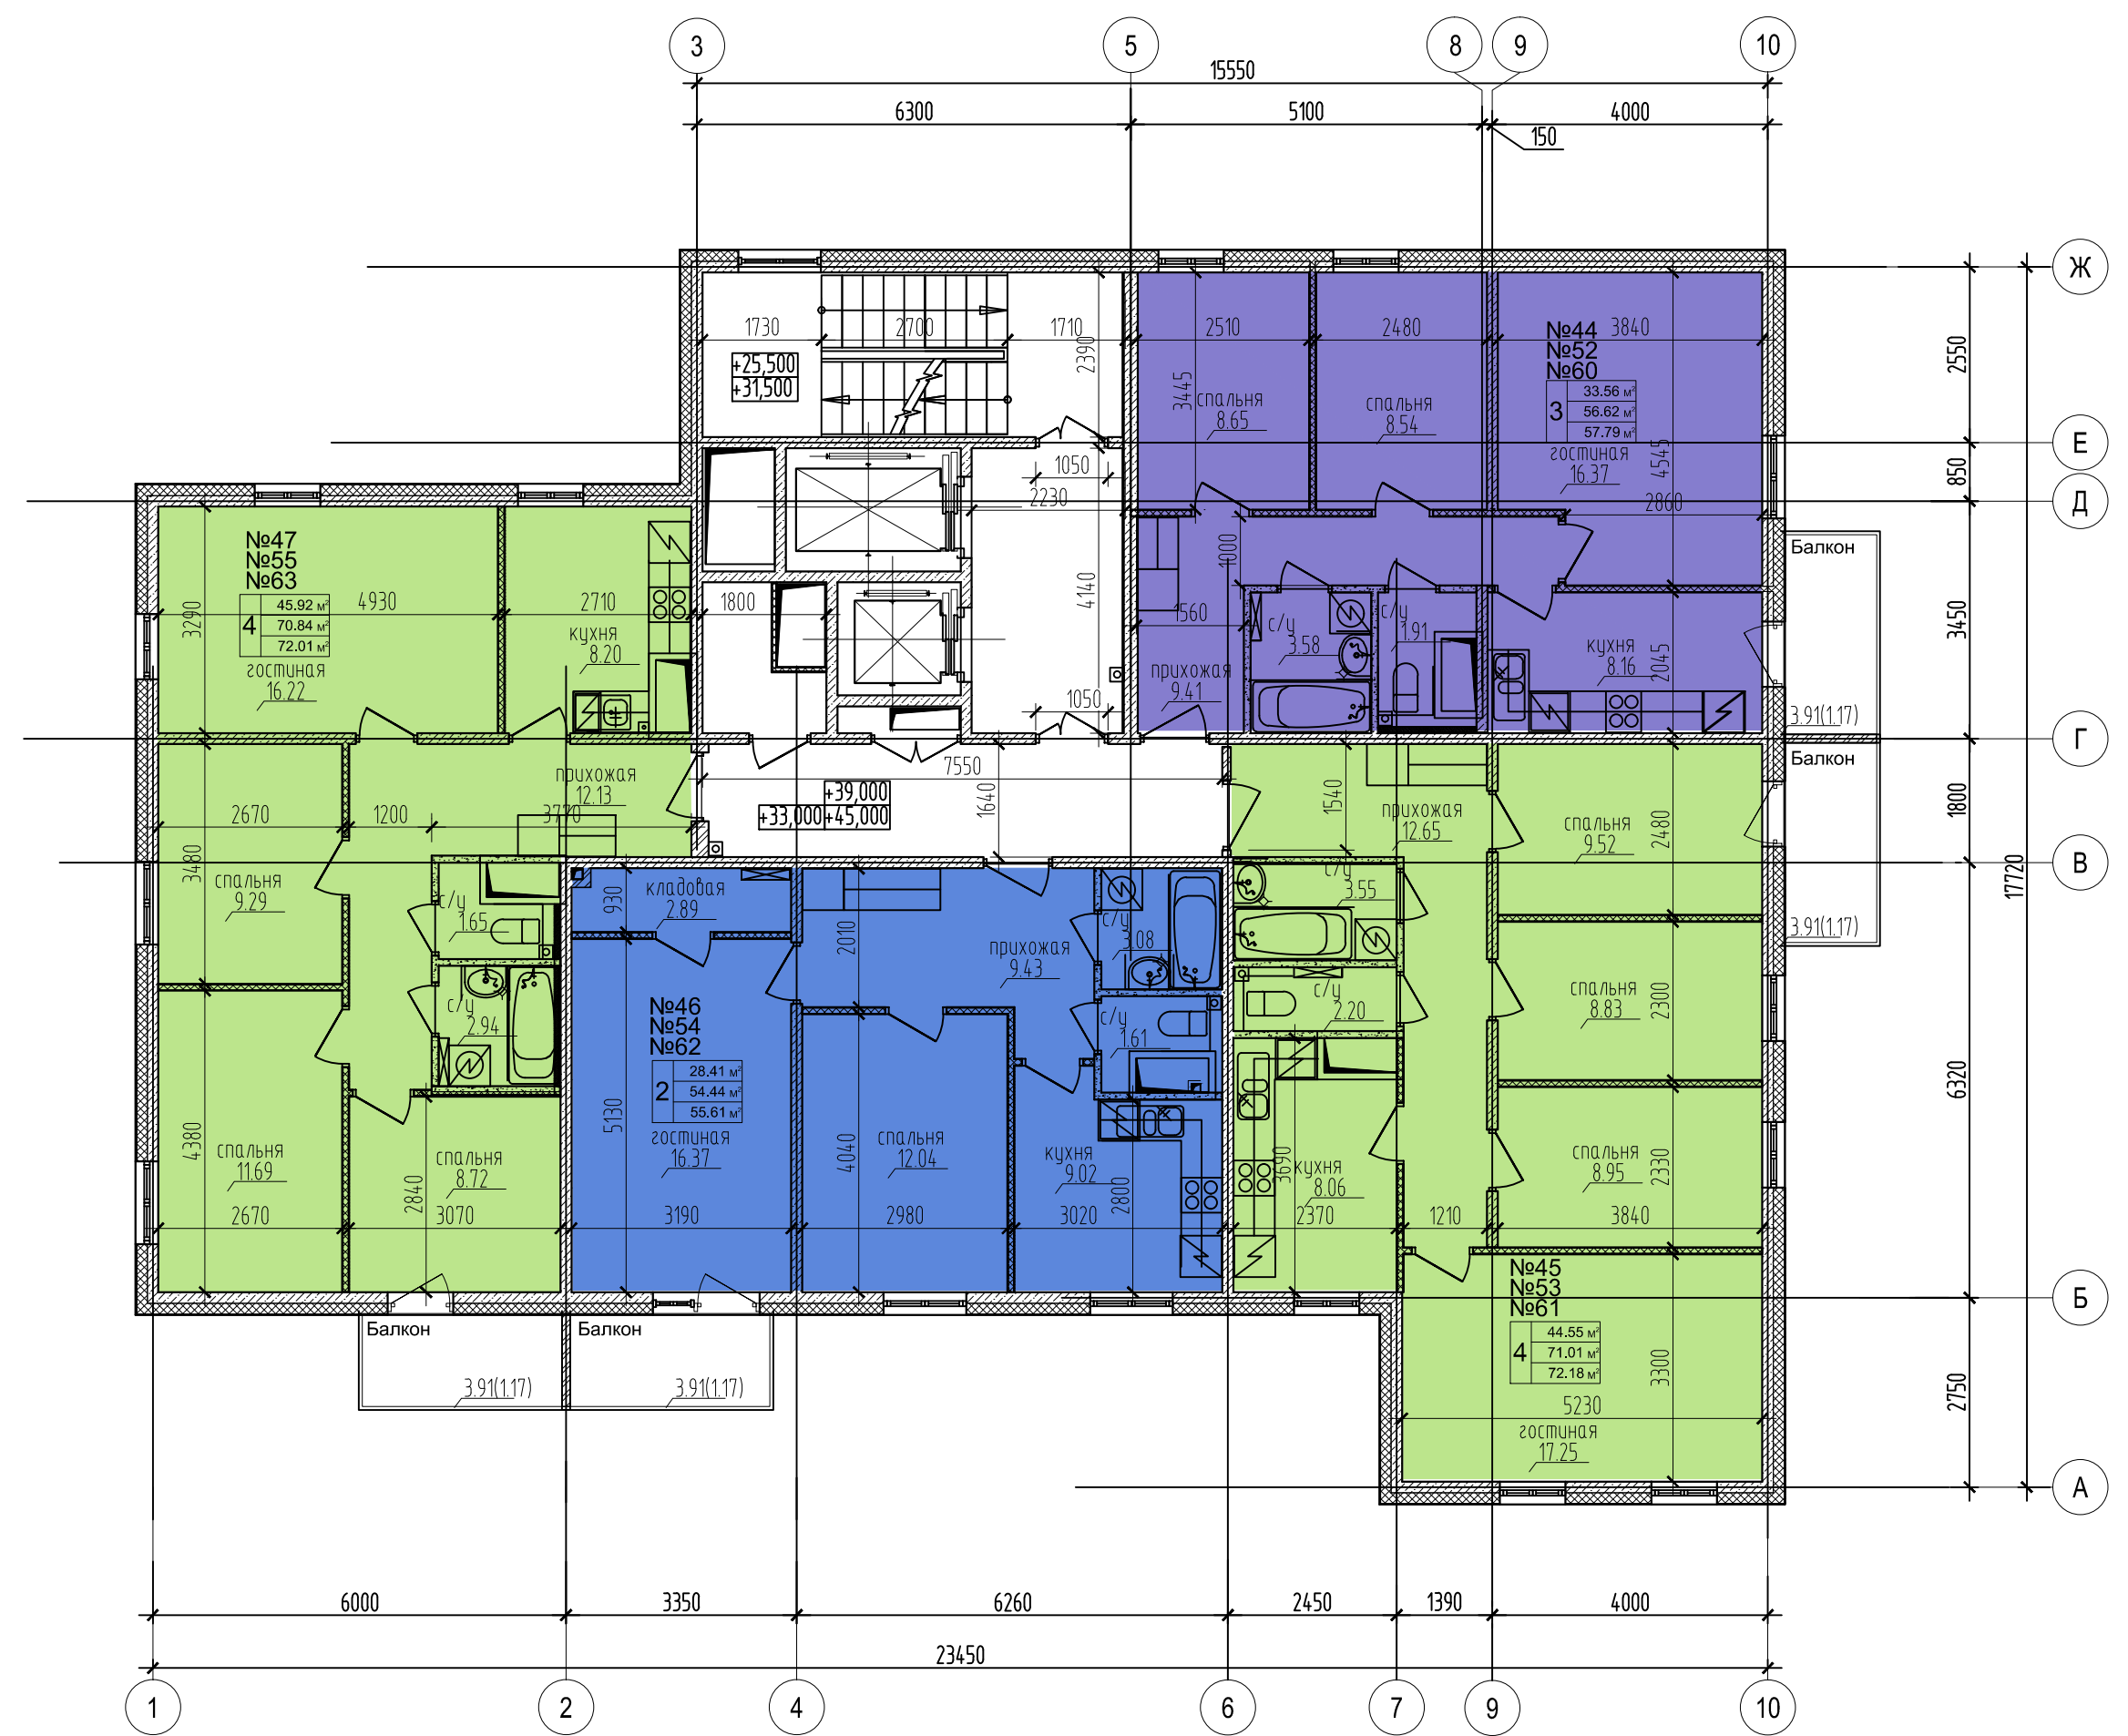 3
5
8
9
10
15550
6300
5100
4000
150
Ж
Е
Д
Г
В
Б
А
2550
850
3450
1800
6320
2750
17720
1730
2700
1710
2390
+25,500
+31,500
1050
2230
4140
1800
1050
7550
1640
+39,000
+33,000
+45,000
2510
2480
3840
3445
спальня
8.65
спальня
8.54
№44
№52
№60
3
33.56 м²
56.62 м²
57.79 м²
гостиная
16.37
4545
2860
1000
1560
с/у
3.58
с/у
1.91
прихожая
9.41
кухня
8.16
2045
Балкон
3.91(1.17)
Балкон
3.91(1.17)
№47
№55
№63
4
45.92 м²
70.84 м²
72.01 м²
гостиная
16.22
3290
4930
2710
кухня
8.20
прихожая
12.13
2670
1200
3770
3480
спальня
9.29
с/у
1.65
с/у
2.94
4380
спальня
11.69
спальня
8.72
2840
2670
3070
Балкон
3.91(1.17)
Балкон
3.91(1.17)
930
кладовая
2.89
2010
прихожая
9.43
с/у
3.08
с/у
1.61
№46
№54
№62
2
28.41 м²
54.44 м²
55.61 м²
гостиная
16.37
5130
4040
спальня
12.04
кухня
9.02
2800
3190
2980
3020
1540
прихожая
12.65
спальня
9.52
2480
с/у
3.55
с/у
2.20
спальня
8.83
2300
спальня
8.95
2330
3690
кухня
8.06
2370
1210
3840
№45
№53
№61
4
44.55 м²
71.01 м²
72.18 м²
3300
5230
гостиная
17.25
6000
3350
6260
2450
1390
4000
23450
1
2
4
6
7
9
10